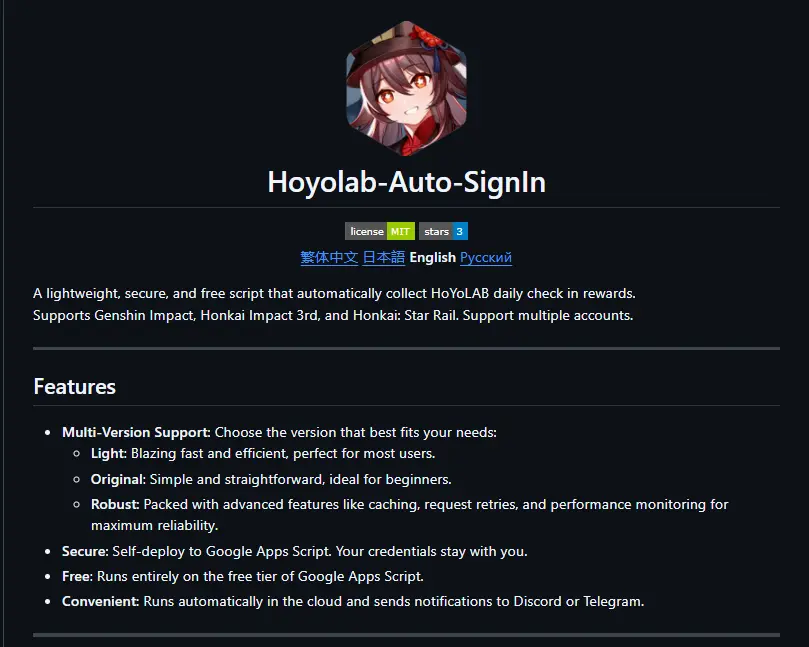 Hoyolab-Auto-SignIn
license MIT stars 3
繁体中文 日本語 English Русский
A lightweight, secure, and free script that automatically collect HoYoLAB daily check in rewards.
Supports Genshin Impact, Honkai Impact 3rd, and Honkai: Star Rail. Support multiple accounts.
Features
• Multi-Version Support: Choose the version that best fits your needs:
◦ Light: Blazing fast and efficient, perfect for most users.
◦ Original: Simple and straightforward, ideal for beginners.
◦ Robust: Packed with advanced features like caching, request retries, and performance monitoring for
maximum reliability.
• Secure: Self-deploy to Google Apps Script. Your credentials stay with you.
• Free: Runs entirely on the free tier of Google Apps Script.
• Convenient: Runs automatically in the cloud and sends notifications to Discord or Telegram.